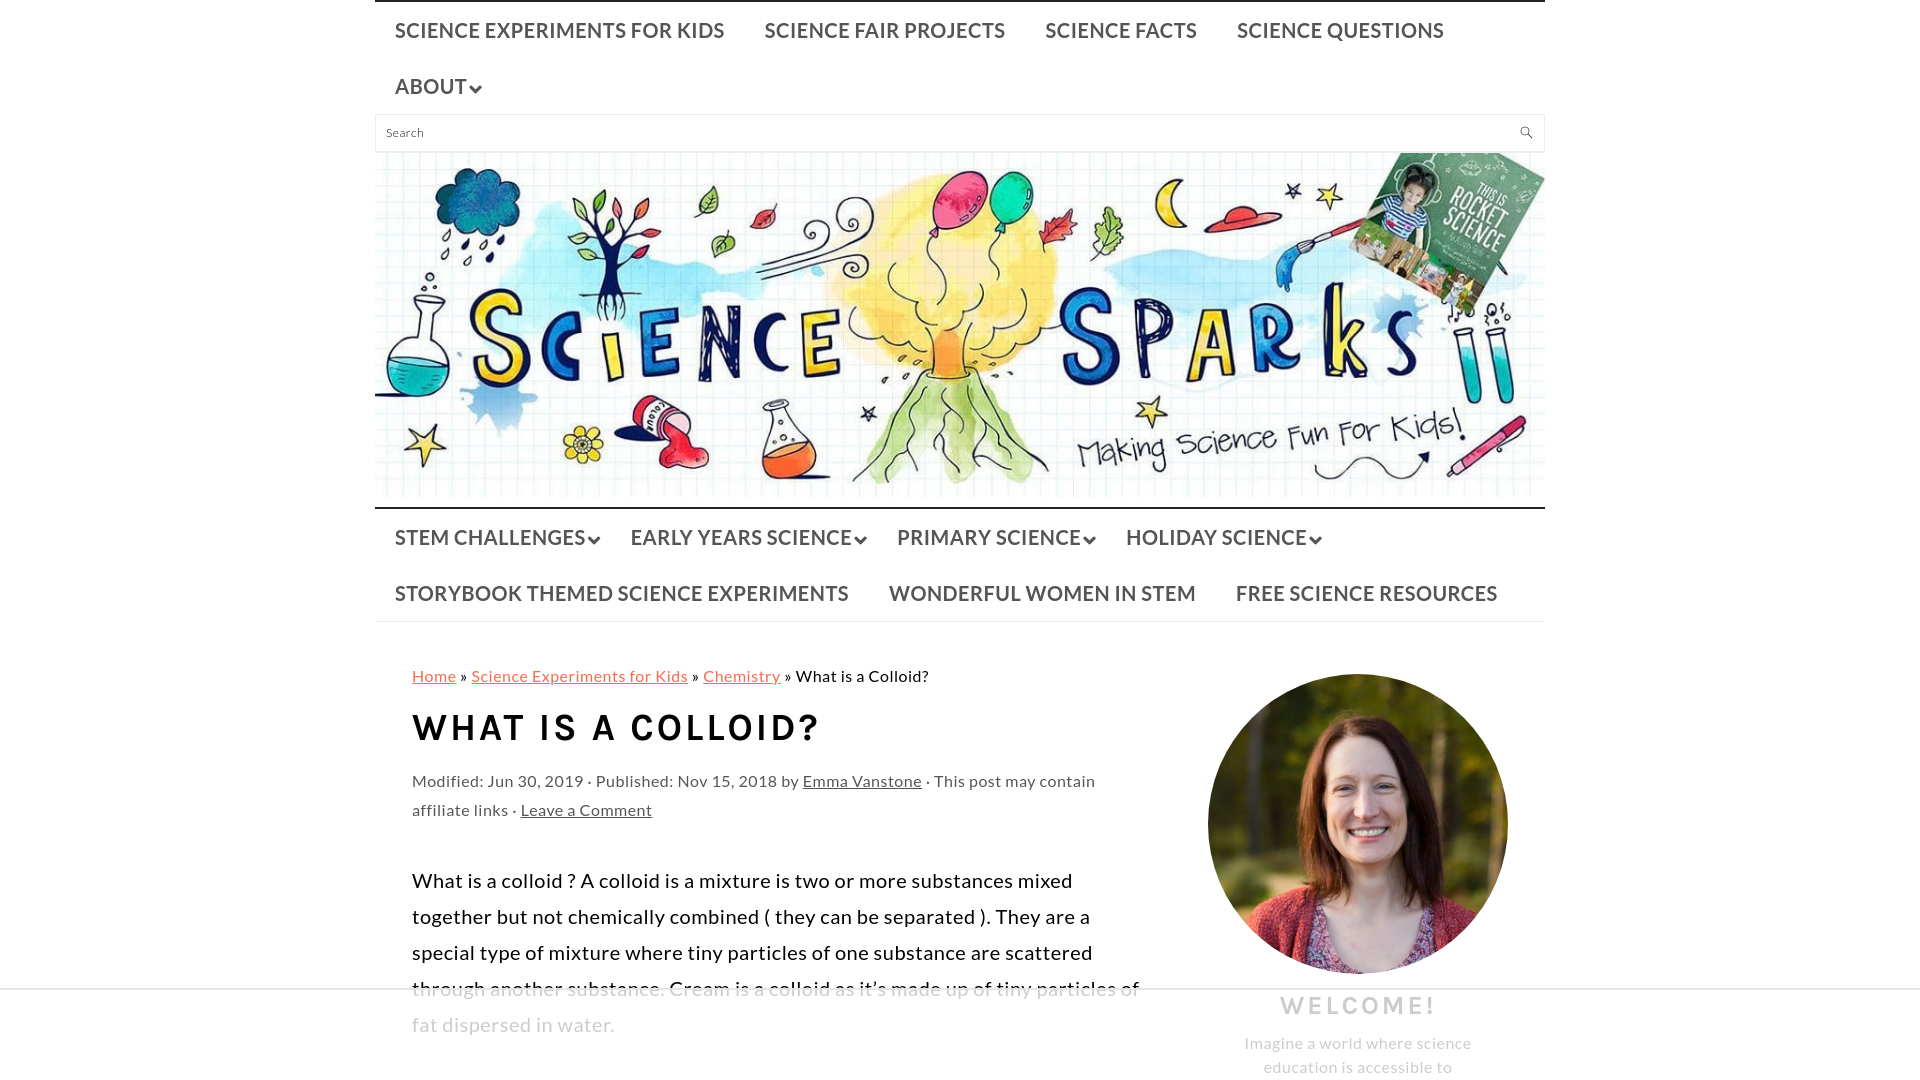 SCIENCE EXPERIMENTS FOR KIDS SCIENCE FAIR PROJECTS SCIENCE FACTS SCIENCE QUESTIONS
ABOUT
Search
THIS IS
ROCKET
SCIENCE
COLOUR
SCIENCE SPARKS
Making Science Fun For Kids!
STEM CHALLENGES EARLY YEARS SCIENCE PRIMARY SCIENCE HOLIDAY SCIENCE
STORYBOOK THEMED SCIENCE EXPERIMENTS WONDERFUL WOMEN IN STEM FREE SCIENCE RESOURCES
Home » Science Experiments for Kids » Chemistry » What is a Colloid?
WHAT IS A COLLOID?
Modified: Jun 30, 2019 · Published: Nov 15, 2018 by Emma Vanstone · This post may contain
affiliate links · Leave a Comment
What is a colloid ? A colloid is a mixture is two or more substances mixed
together but not chemically combined ( they can be separated ). They are a
special type of mixture where tiny particles of one substance are scattered
through another substance. Cream is a colloid as it’s made up of tiny particles of
fat dispersed in water.
WELCOME!
Imagine a world where science
education is accessible to